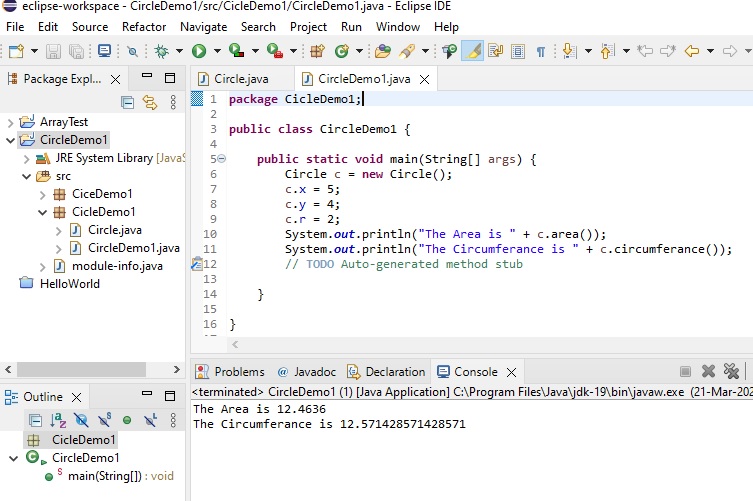 eclipse-workspace - CircleDemo1/src/CicleDemo1/CircleDemo1.java - Eclipse IDE
File Edit Source Refactor Navigate Search Project Run Window Help
Package Expl...
ArrayTest
CircleDemo1
JRE System Library [JavaS
src
CiceDemo1
CicleDemo1
Circle.java
CircleDemo1.java
module-info.java
HelloWorld
Circle.java CircleDemo1.java
1 package CicleDemo1;
2
3 public class CircleDemo1 {
4
5 public static void main(String[] args) {
6 Circle c = new Circle();
7 c.x = 5;
8 c.y = 4;
9 c.r = 2;
10 System.out.println("The Area is " + c.area());
11 System.out.println("The Circumferance is " + c.circumferance());
12 // TODO Auto-generated method stub
13
14 }
15
16 }
Problems @ Javadoc Declaration Console
<terminated> CircleDemo1 (1) [Java Application] C:\Program Files\Java\jdk-19\bin\javaw.exe (21-Mar-202
The Area is 12.4636
The Circumferance is 12.571428571428571
Outline
CicleDemo1
CircleDemo1
main(String[]) : void